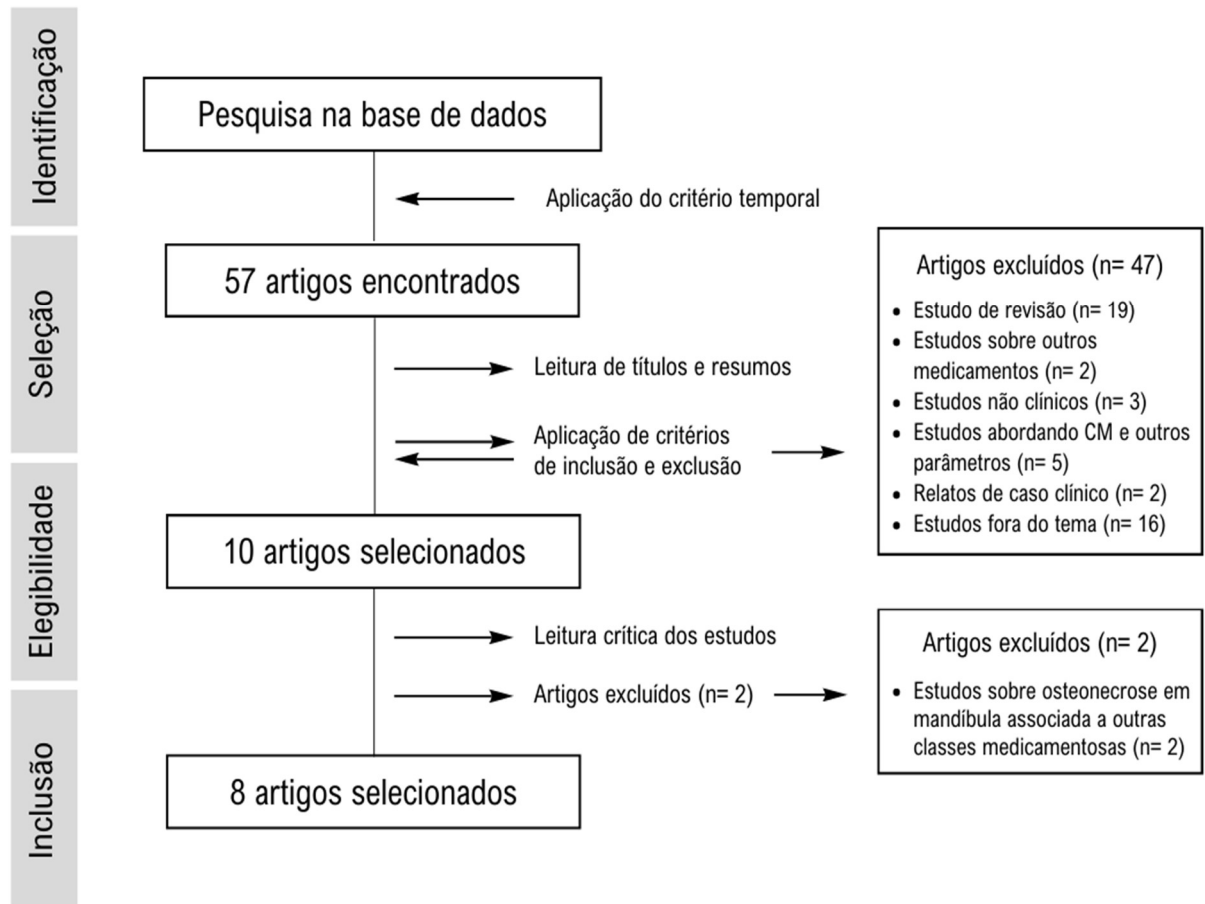 Identificação
Pesquisa na base de dados
Aplicação do critério temporal
Seleção
57 artigos encontrados
Leitura de títulos e resumos
Aplicação de critérios
de inclusão e exclusão
Artigos excluídos (n= 47)
• Estudo de revisão (n= 19)
• Estudos sobre outros
medicamentos (n= 2)
• Estudos não clínicos (n= 3)
• Estudos abordando CM e outros
parâmetros (n= 5)
• Relatos de caso clínico (n= 2)
• Estudos fora do tema (n= 16)
Elegibilidade
10 artigos selecionados
Leitura crítica dos estudos
Artigos excluídos (n= 2)
Artigos excluídos (n= 2)
• Estudos sobre osteonecrose em
mandíbula associada a outras
classes medicamentosas (n= 2)
Inclusão
8 artigos selecionados